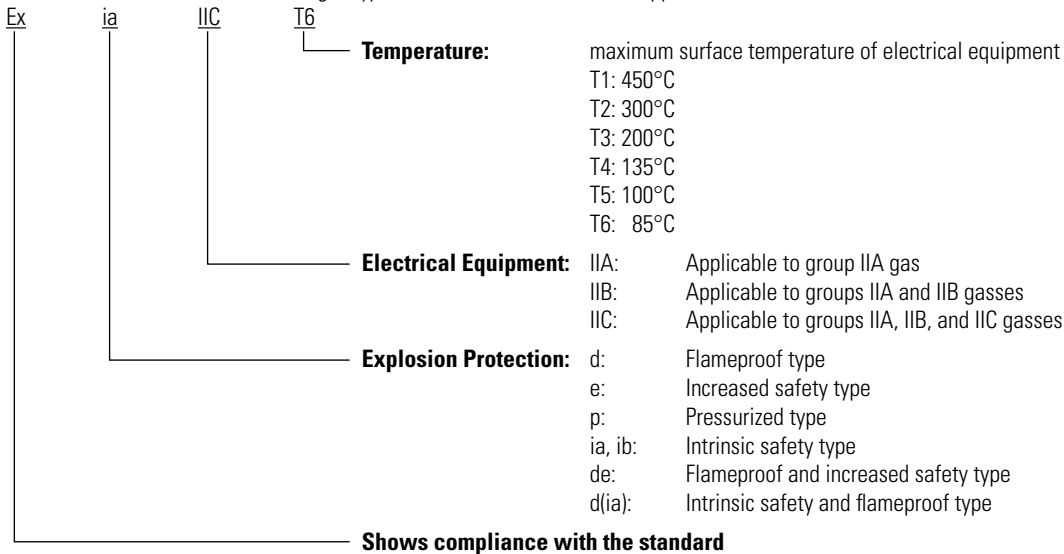 Ex ia IIC T6
Temperature: maximum surface temperature of electrical equipment
T1: 450°C
T2: 300°C
T3: 200°C
T4: 135°C
T5: 100°C
T6: 85°C
Electrical Equipment: IIA: Applicable to group IIA gas
IIB: Applicable to groups IIA and IIB gasses
IIC: Applicable to groups IIA, IIB, and IIC gasses
Explosion Protection: d: Flameproof type
e: Increased safety type
p: Pressurized type
ia, ib: Intrinsic safety type
de: Flameproof and increased safety type
d(ia): Intrinsic safety and flameproof type
Shows compliance with the standard